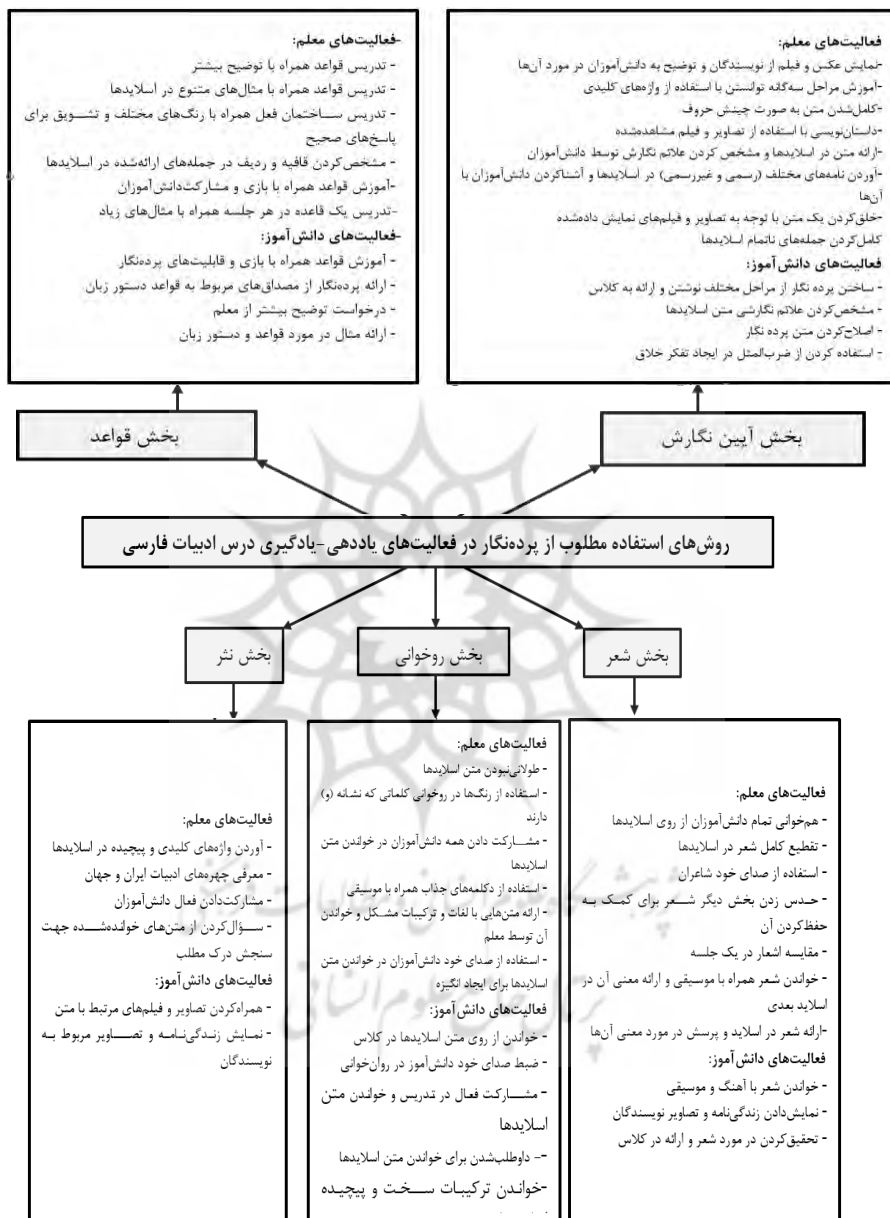 فعالیت‌های معلم:
-نمایش عکس و فیلم از نویسندگان و توضیح به دانش‌آموزان در مورد آن‌ها
-آموزش مراحل سه‌گانه توانستن با استفاده از واژه‌های کلیدی
-کامل‌شدن متن به صورت چینش حروف
-داستان‌نویسی با استفاده از تصاویر و فیلم مشاهده‌شده
-ارائه متن در اسلایدها و مشخص کردن علائم نگارش توسط دانش‌آموزان
-آوردن نامه‌های مختلف (رسمی و غیررسمی) در اسلایدها و آشناکردن دانش‌آموزان با
آن‌ها
-خلق‌کردن یک متن با توجه به تصاویر و فیلم‌های نمایش داده‌شده
کامل‌کردن جمله‌های ناتمام اسلایدها
فعالیت‌های دانش‌آموز:
- ساختن پرده نگار از مراحل مختلف نوشتن و ارائه به کلاس
- مشخص‌کردن علائم نگارشی متن اسلایدها
- اصلاح‌کردن متن پرده نگار
- استفاده کردن از ضرب‌المثل در ایجاد تفکر خلاق
-فعالیت‌های معلم:
- تدریس قواعد همراه با توضیح بیشتر
- تدریس قواعد همراه با مثال‌های متنوع در اسلایدها
- تدریس ساختمان فعل همراه با رنگ‌های مختلف و تشویق برای
پاسخ‌های صحیح
- مشخص‌کردن قافیه و ردیف در جمله‌های ارائه‌شده در اسلایدها
-آموزش قواعد همراه با بازی و مشارکت‌دانش‌آموزان
-تدریس یک قاعده در هر جلسه همراه با مثال‌های زیاد
-فعالیت‌های دانش‌آموز:
- آموزش قواعد همراه با بازی و قابلیت‌های پرده‌نگار
- ارائه پرده‌نگار از مصداق‌های مربوط به قواعد دستور زبان
- درخواست توضیح بیشتر از معلم
- ارائه مثال در مورد قواعد و دستور زبان
بخش آیین نگارش
بخش قواعد
روش‌های استفاده مطلوب از پرده‌نگار در فعالیت‌های یاددهی-یادگیری درس ادبیات فارسی
بخش شعر
بخش روخوانی
بخش نثر
فعالیت‌های معلم:
- هم‌خوانی تمام دانش‌آموزان از روی اسلایدها
- تقطیع کامل شعر در اسلایدها
- استفاده از صدای خود شاعران
- حدس زدن بخش دیگر شعر برای کمک به
حفظ‌کردن آن
- مقایسه اشعار در یک جلسه
- خواندن شعر همراه با موسیقی و ارائه معنی آن در
اسلاید بعدی
-ارائه شعر در اسلاید و پرسش در مورد معنی آن‌ها
فعالیت‌های دانش‌آموز:
- خواندن شعر با آهنگ و موسیقی
- نمایش‌دادن زندگی‌نامه و تصاویر نویسندگان
- تحقیق‌کردن در مورد شعر و ارائه در کلاس
فعالیت‌های معلم:
- طولانی‌نبودن متن اسلایدها
- استفاده از رنگ‌ها در روخوانی کلماتی که نشانه (و)
دارند
- مشارکت دادن همه دانش‌آموزان در خواندن متن
اسلایدها
- استفاده از دکلمه‌های جذاب همراه با موسیقی
- ارائه متن‌هایی با لغات و ترکیبات مشکل و خواندن
آن توسط معلم
- استفاده از صدای خود دانش‌آموزان در خواندن متن
اسلایدها برای ایجاد انگیزه
فعالیت‌های دانش‌آموز:
- خواندن از روی متن اسلایدها در کلاس
- ضبط صدای خود دانش‌آموز در روان‌خوانی
- مشارکت فعال در تدریس و خواندن متن
اسلایدها
-- داوطلب‌شدن برای خواندن متن اسلایدها
-خواندن ترکیبات سخت و پیچیده
فعالیت‌های معلم:
- آوردن واژه‌های کلیدی و پیچیده در اسلایدها
- معرفی چهره‌های ادبیات ایران و جهان
- مشارکت‌دادن فعال دانش‌آموزان
- سؤال‌کردن از متن‌های خوانده‌شده جهت
سنجش درک مطلب
فعالیت‌های دانش‌آموز:
- همراه‌کردن تصاویر و فیلم‌های مرتبط با متن
- نمایش زندگی‌نامه و تصاویر مربوط به
نویسندگان
پژوهشگاه علوم انسانی و مطالعات فرهنگی
پرتال جامع علوم انسانی